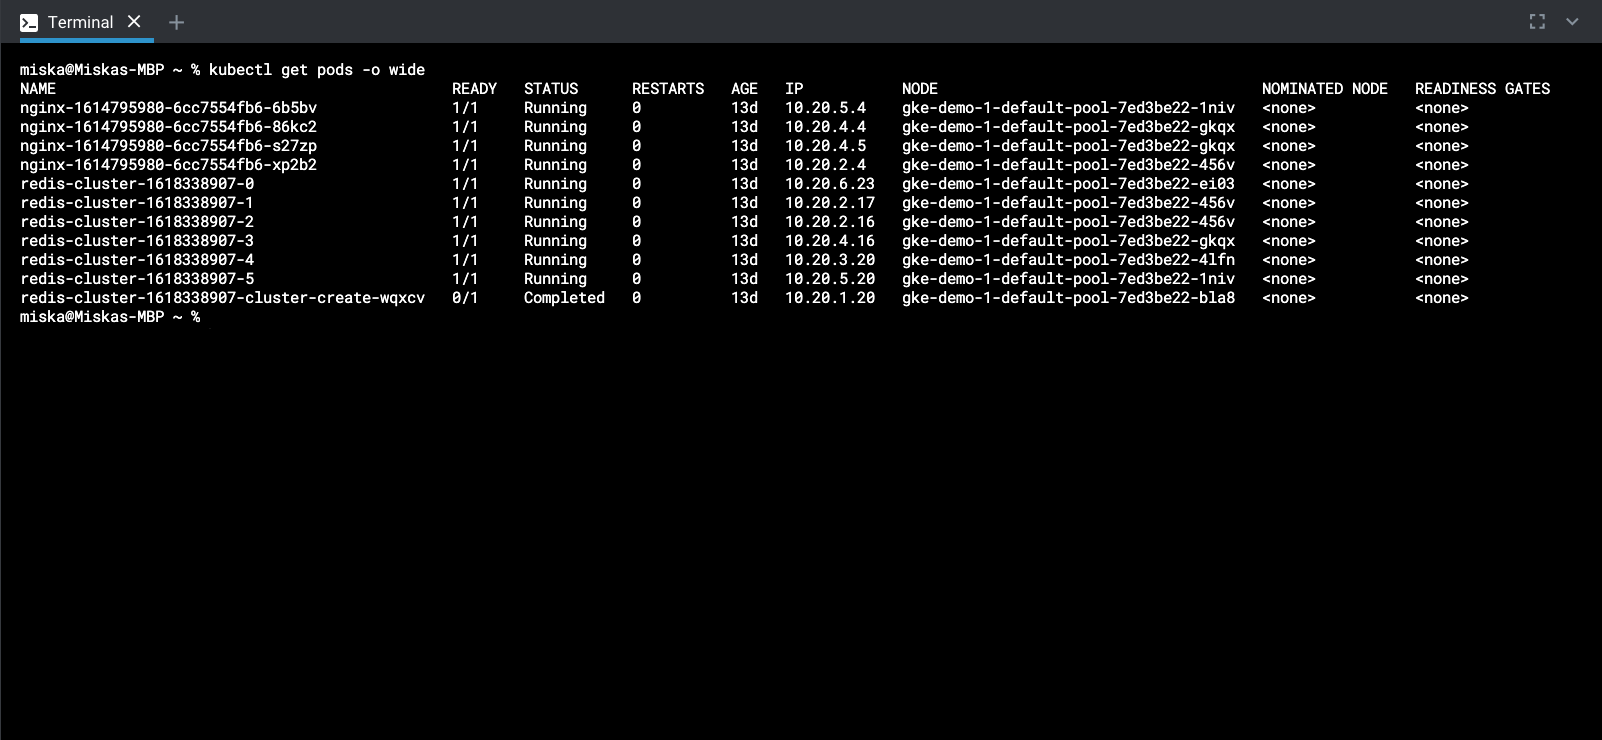 Terminal
miska@Miskas-MBP ~ % kubectl get pods -o wide
NAME READY STATUS RESTARTS AGE IP NODE NOMINATED NODE READINESS GATES
nginx-1614795980-6cc7554fb6-6b5bv 1/1 Running 0 13d 10.20.5.4 gke-demo-1-default-pool-7ed3be22-1niv <none> <none>
nginx-1614795980-6cc7554fb6-86kc2 1/1 Running 0 13d 10.20.4.4 gke-demo-1-default-pool-7ed3be22-gkqx <none> <none>
nginx-1614795980-6cc7554fb6-s27zp 1/1 Running 0 13d 10.20.4.5 gke-demo-1-default-pool-7ed3be22-gkqx <none> <none>
nginx-1614795980-6cc7554fb6-xp2b2 1/1 Running 0 13d 10.20.2.4 gke-demo-1-default-pool-7ed3be22-456v <none> <none>
redis-cluster-1618338907-0 1/1 Running 0 13d 10.20.6.23 gke-demo-1-default-pool-7ed3be22-ei03 <none> <none>
redis-cluster-1618338907-1 1/1 Running 0 13d 10.20.2.17 gke-demo-1-default-pool-7ed3be22-456v <none> <none>
redis-cluster-1618338907-2 1/1 Running 0 13d 10.20.2.16 gke-demo-1-default-pool-7ed3be22-456v <none> <none>
redis-cluster-1618338907-3 1/1 Running 0 13d 10.20.4.16 gke-demo-1-default-pool-7ed3be22-gkqx <none> <none>
redis-cluster-1618338907-4 1/1 Running 0 13d 10.20.3.20 gke-demo-1-default-pool-7ed3be22-4lfn <none> <none>
redis-cluster-1618338907-5 1/1 Running 0 13d 10.20.5.20 gke-demo-1-default-pool-7ed3be22-1niv <none> <none>
redis-cluster-1618338907-cluster-create-wqxcv 0/1 Completed 0 13d 10.20.1.20 gke-demo-1-default-pool-7ed3be22-bla8 <none> <none>
miska@Miskas-MBP ~ %